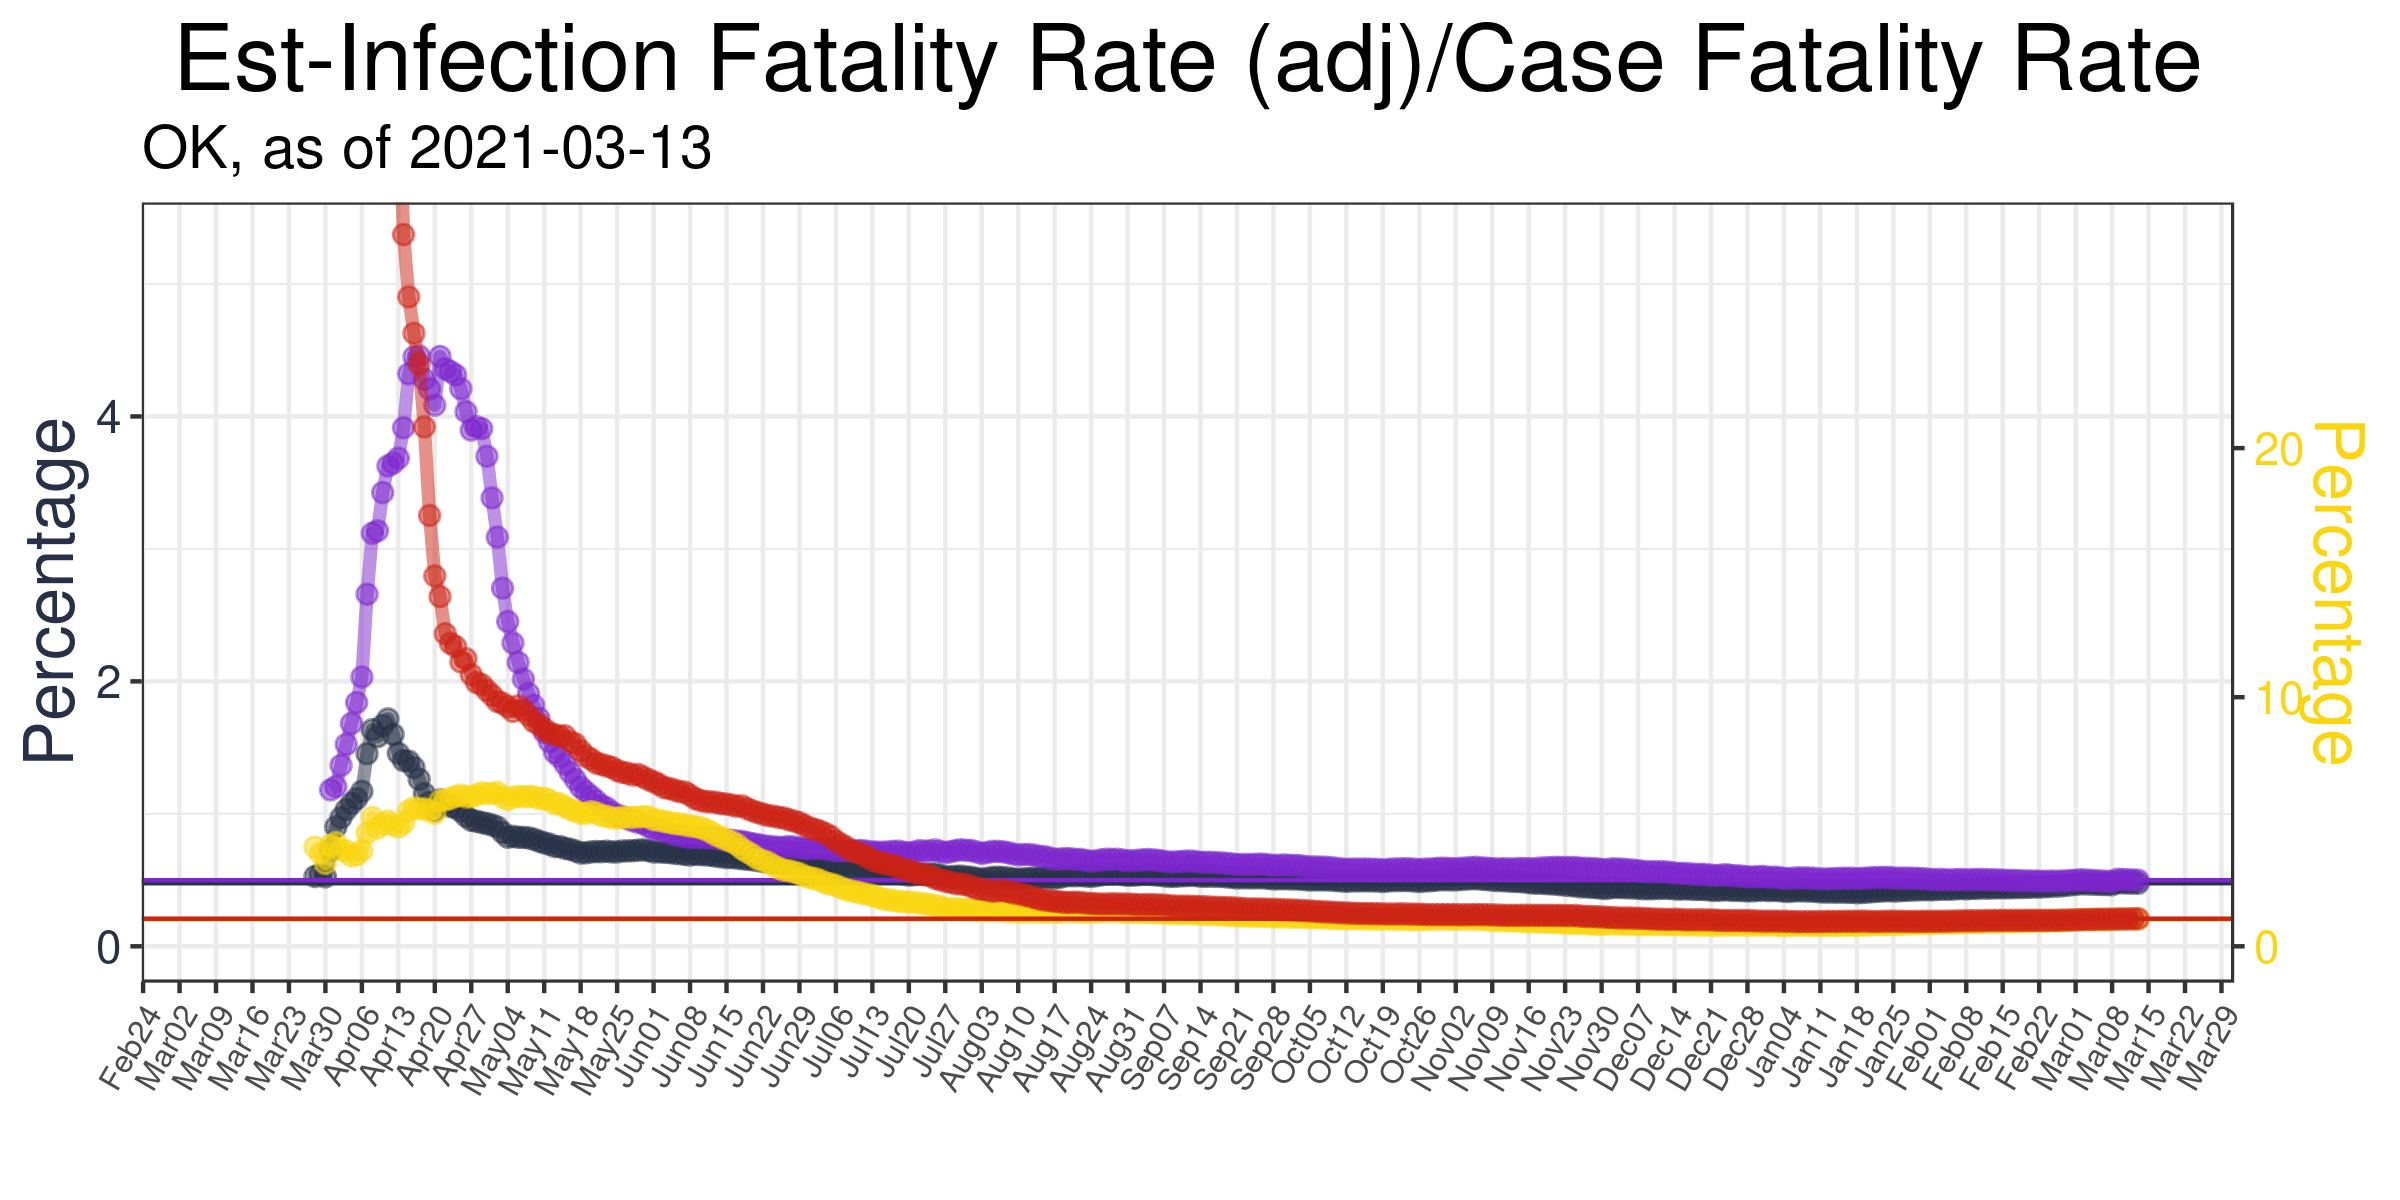 Est-Infection Fatality Rate (adj)/Case Fatality Rate
OK, as of 2021-03-13
Percentage
4
2
0
20
10
0
Percentage
Feb24
Mar02
Mar09
Mar16
Mar23
Mar30
Apr06
Apr13
Apr20
Apr27
May04
May11
May18
May25
Jun01
Jun08
Jun15
Jun22
Jun29
Jul06
Jul13
Jul20
Jul27
Aug03
Aug10
Aug17
Aug24
Aug31
Sep07
Sep14
Sep21
Sep28
Oct05
Oct12
Oct19
Oct26
Nov02
Nov09
Nov16
Nov23
Nov30
Dec07
Dec14
Dec21
Dec28
Jan04
Jan11
Jan18
Jan25
Feb01
Feb08
Feb15
Feb22
Mar01
Mar08
Mar15
Mar22
Mar29